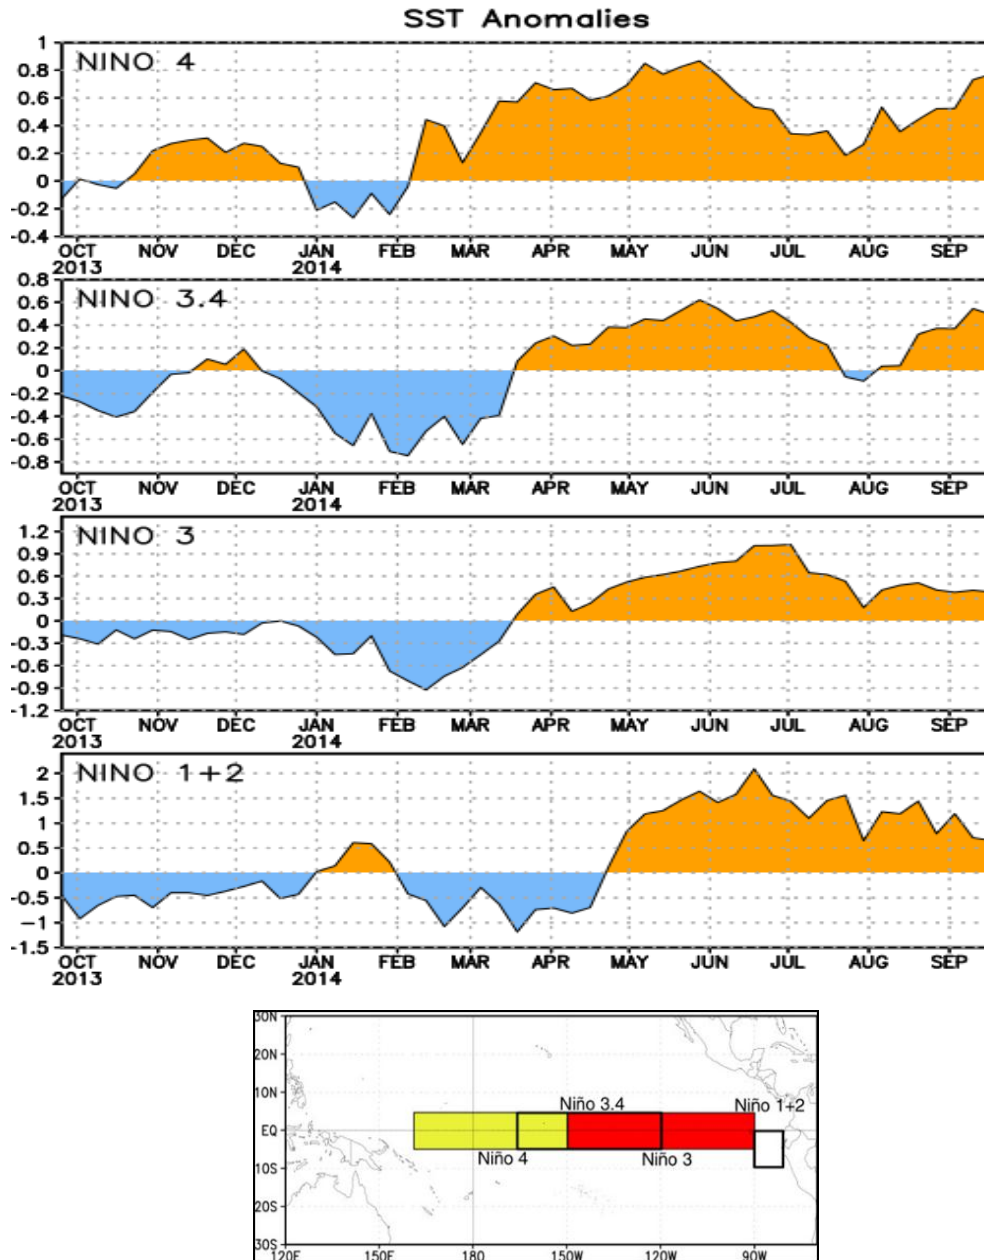 SST Anomalies
NINO 4
1
0.8
0.6
0.4
0.2
0
-0.2
-0.4
OCT NOV DEC JAN FEB MAR APR MAY JUN JUL AUG SEP
2013 2014
NINO 3.4
0.8
0.6
0.4
0.2
0
-0.2
-0.4
-0.6
-0.8
OCT NOV DEC JAN FEB MAR APR MAY JUN JUL AUG SEP
2013 2014
NINO 3
1.2
0.9
0.6
0.3
0
-0.3
-0.6
-0.9
-1.2
OCT NOV DEC JAN FEB MAR APR MAY JUN JUL AUG SEP
2013 2014
NINO 1+2
2
1.5
1
0.5
0
-0.5
-1
-1.5
OCT NOV DEC JAN FEB MAR APR MAY JUN JUL AUG SEP
2013 2014
30N
20N
10N
EQ
10S
20S
30S
Niño 3.4 Niño 1+2
Niño 4 Niño 3
120E 150E 180 150W 120W 90W